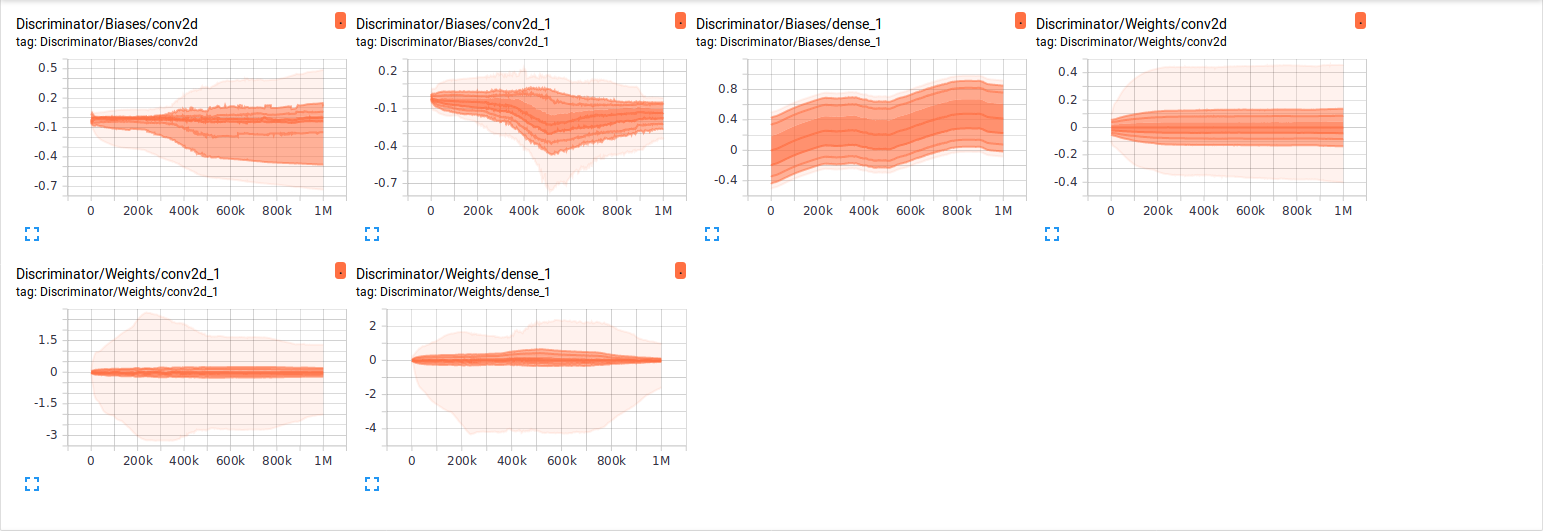 Discriminator/Biases/conv2d
tag: Discriminator/Biases/conv2d
0.5
0.2
-0.1
-0.4
-0.7
0 200k 400k 600k 800k 1M
Discriminator/Biases/conv2d_1
tag: Discriminator/Biases/conv2d_1
0.2
-0.1
-0.4
-0.7
0 200k 400k 600k 800k 1M
Discriminator/Biases/dense_1
tag: Discriminator/Biases/dense_1
0.8
0.4
0
-0.4
0 200k 400k 600k 800k 1M
Discriminator/Weights/conv2d
tag: Discriminator/Weights/conv2d
0.4
0.2
0
-0.2
-0.4
0 200k 400k 600k 800k 1M
Discriminator/Weights/conv2d_1
tag: Discriminator/Weights/conv2d_1
1.5
0
-1.5
-3
0 200k 400k 600k 800k 1M
Discriminator/Weights/dense_1
tag: Discriminator/Weights/dense_1
2
0
-2
-4
0 200k 400k 600k 800k 1M